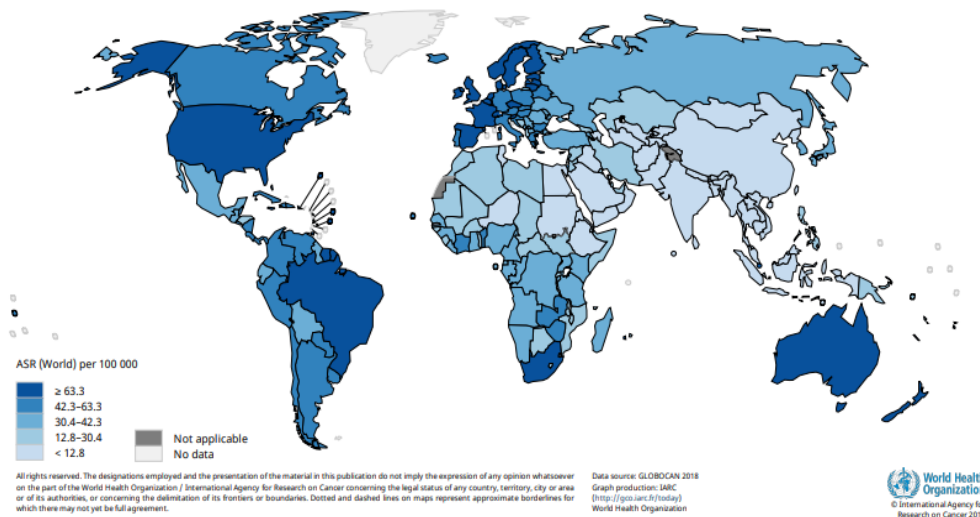 ASR (World) per 100 000
≥ 63.3
42.3–63.3
30.4–42.3
12.8–30.4
< 12.8
Not applicable
No data
All rights reserved. The designations employed and the presentation of the material in this publication do not imply the expression of any opinion whatsoever
on the part of the World Health Organization / International Agency for Research on Cancer concerning the legal status of any country, territory, city or area
or of its authorities, or concerning the delimitation of its frontiers or boundaries. Dotted and dashed lines on maps represent approximate borderlines for
which there may not yet be full agreement.
Data source: GLOBOCAN 2018
Graph production: IARC
(http://gco.iarc.fr/today)
World Health Organization
World Health
Organization
© International Agency for
Research on Cancer 201